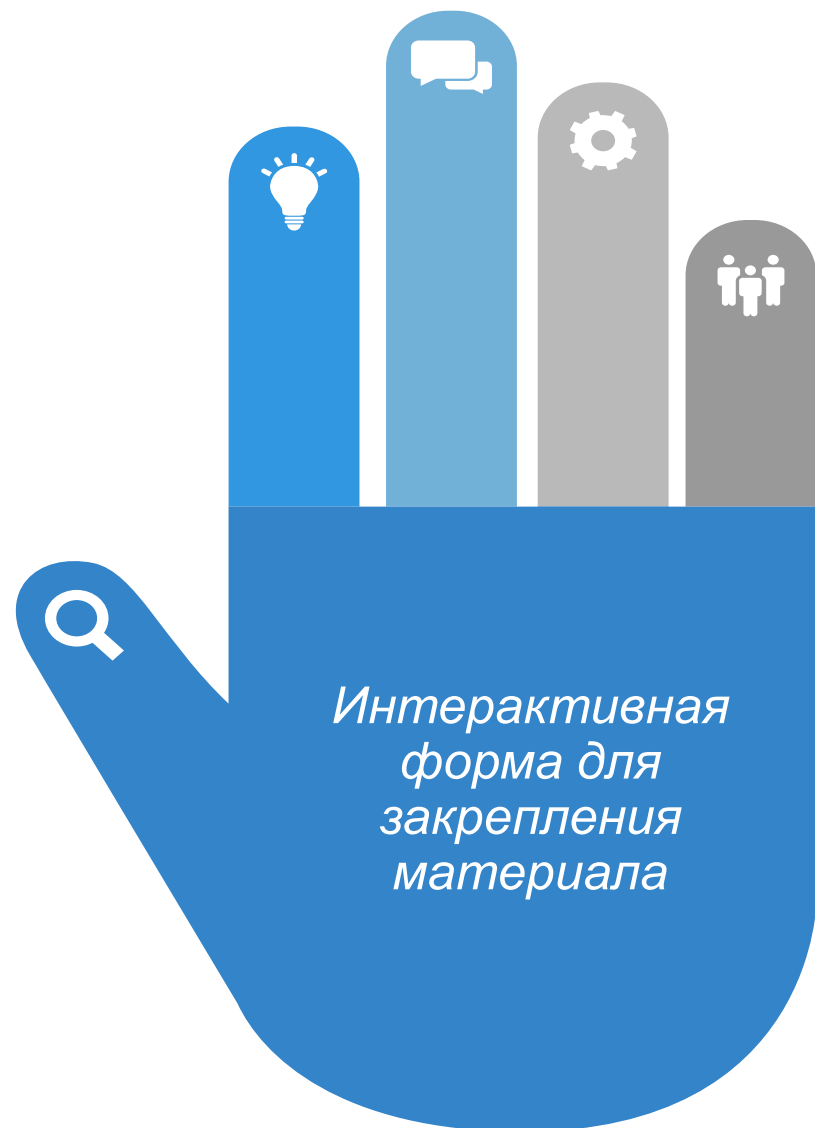 Интерактивная
форма для
закрепления
материала